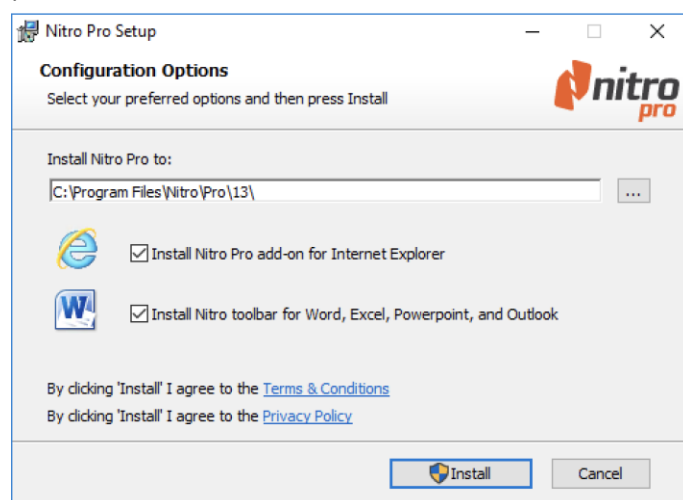 Nitro Pro Setup
Configuration Options
Select your preferred options and then press Install
nitro
pro
Install Nitro Pro to:
C:\Program Files\Nitro\Pro\13\
...
Install Nitro Pro add-on for Internet Explorer
W
Install Nitro toolbar for Word, Excel, Powerpoint, and Outlook
By clicking 'Install' I agree to the Terms & Conditions
By clicking 'Install' I agree to the Privacy Policy
Install Cancel